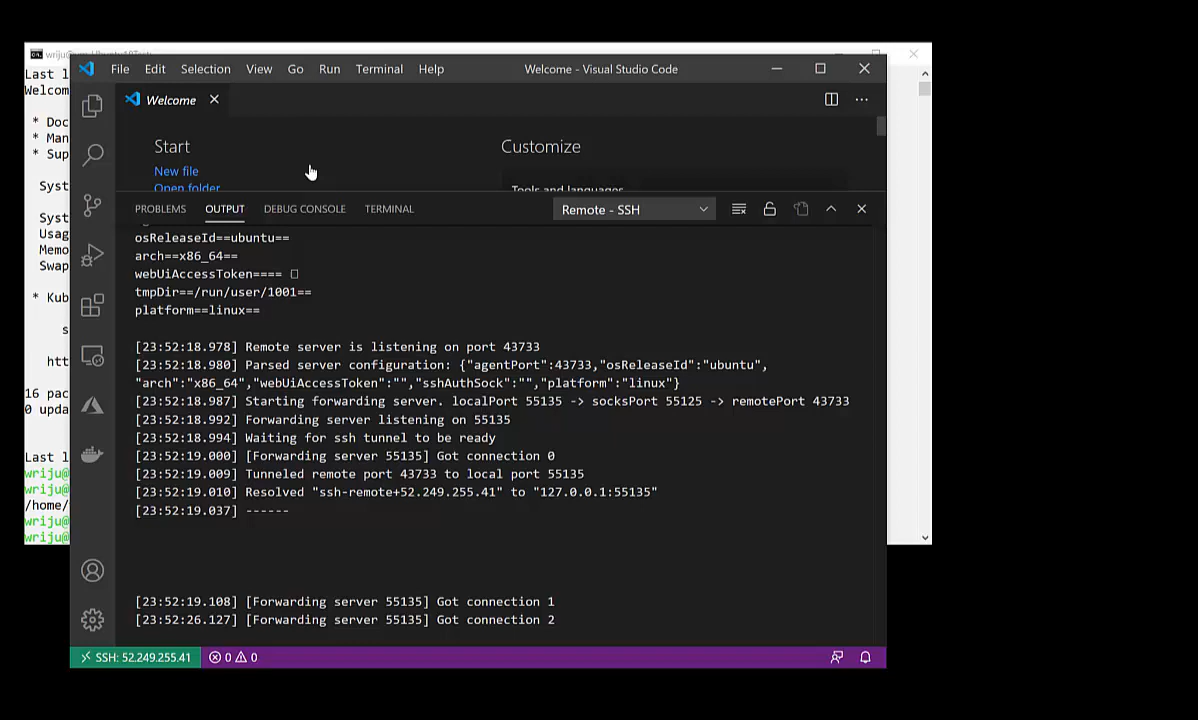 Last l
Welcom
* Doc
* Man
* Sup
Syst
Syst
Usag
Memo
Swap
* Kub
s
htt
16 pac
0 upda
Last l
wriju@
wriju@
/home/
wriju@
wriju@
File Edit Selection View Go Run Terminal Help
Welcome - Visual Studio Code
Welcome
Start
New file
Open folder
Customize
Tools and languages
PROBLEMS OUTPUT DEBUG CONSOLE TERMINAL
Remote - SSH
osReleaseId==ubuntu==
arch==x86_64==
webUiAccessToken====
tmpDir==/run/user/1001==
platform==linux==
[23:52:18.978] Remote server is listening on port 43733
[23:52:18.980] Parsed server configuration: {"agentPort":43733,"osReleaseId":"ubuntu",
"arch":"x86_64","webUiAccessToken":"","sshAuthSock":"","platform":"linux"}
[23:52:18.987] Starting forwarding server. localPort 55135 -> socksPort 55125 -> remotePort 43733
[23:52:18.992] Forwarding server listening on 55135
[23:52:18.994] Waiting for ssh tunnel to be ready
[23:52:19.000] [Forwarding server 55135] Got connection 0
[23:52:19.009] Tunneled remote port 43733 to local port 55135
[23:52:19.010] Resolved "ssh-remote+52.249.255.41" to "127.0.0.1:55135"
[23:52:19.037] ------
[23:52:19.108] [Forwarding server 55135] Got connection 1
[23:52:26.127] [Forwarding server 55135] Got connection 2
SSH: 52.249.255.41
0 0